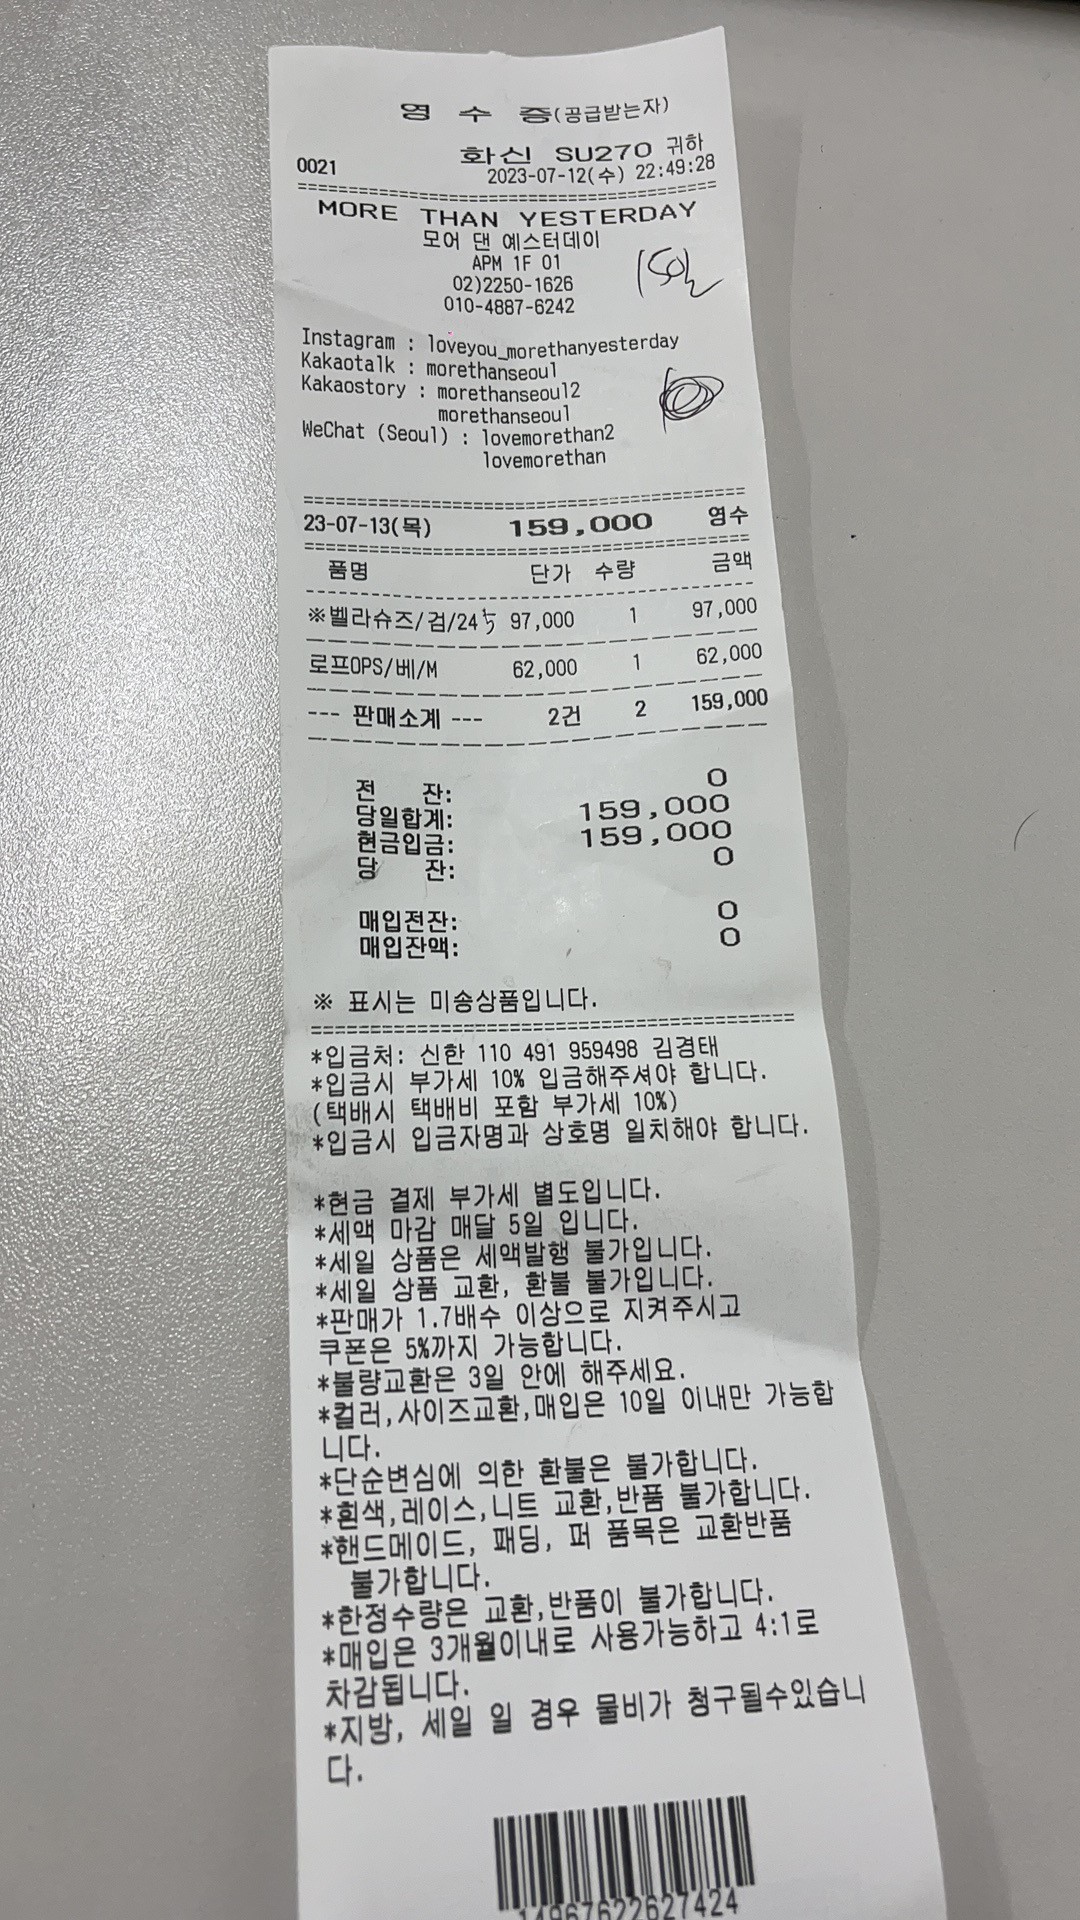 영 수 증(공급받는자)
화신 SU270 귀하
0021 2023-07-12(수) 22:49:28
========================================
MORE THAN YESTERDAY
모어 댄 예스터데이
APM 1F 01
02)2250-1626
010-4887-6242
Instagram : loveyou_morethanyesterday
Kakaotalk : morethanseoul
Kakaostory : morethanseoul2
morethanseoul
WeChat (Seoul) : lovemorethan2
lovemorethan
========================================
23-07-13(목) 159,000 영수
========================================
품명 단가 수량 금액
※벨라슈즈/검/245 97,000 1 97,000
로프OPS/베/M 62,000 1 62,000
--- 판매소계 --- 2건 2 159,000
전 잔: 0
당일합계: 159,000
현금입금: 159,000
당 잔: 0
매입전잔: 0
매입잔액: 0
※ 표시는 미송상품입니다.
========================================
*입금처: 신한 110 491 959498 김경태
*입금시 부가세 10% 입금해주셔야 합니다.
(택배시 택배비 포함 부가세 10%)
*입금시 입금자명과 상호명 일치해야 합니다.
*현금 결제 부가세 별도입니다.
*세액 마감 매달 5일 입니다.
*세일 상품은 세액발행 불가입니다.
*세일 상품 교환, 환불 불가입니다.
*판매가 1.7배수 이상으로 지켜주시고
쿠폰은 5%까지 가능합니다.
*불량교환은 3일 안에 해주세요.
*컬러,사이즈교환,매입은 10일 이내만 가능합
니다.
*단순변심에 의한 환불은 불가합니다.
*흰색,레이스,니트 교환,반품 불가합니다.
*핸드메이드, 패딩, 퍼 품목은 교환반품
불가합니다.
*한정수량은 교환,반품이 불가합니다.
*매입은 3개월이내로 사용가능하고 4:1로
차감됩니다.
*지방, 세일 일 경우 물비가 청구될수있습니
다.
14967622627424